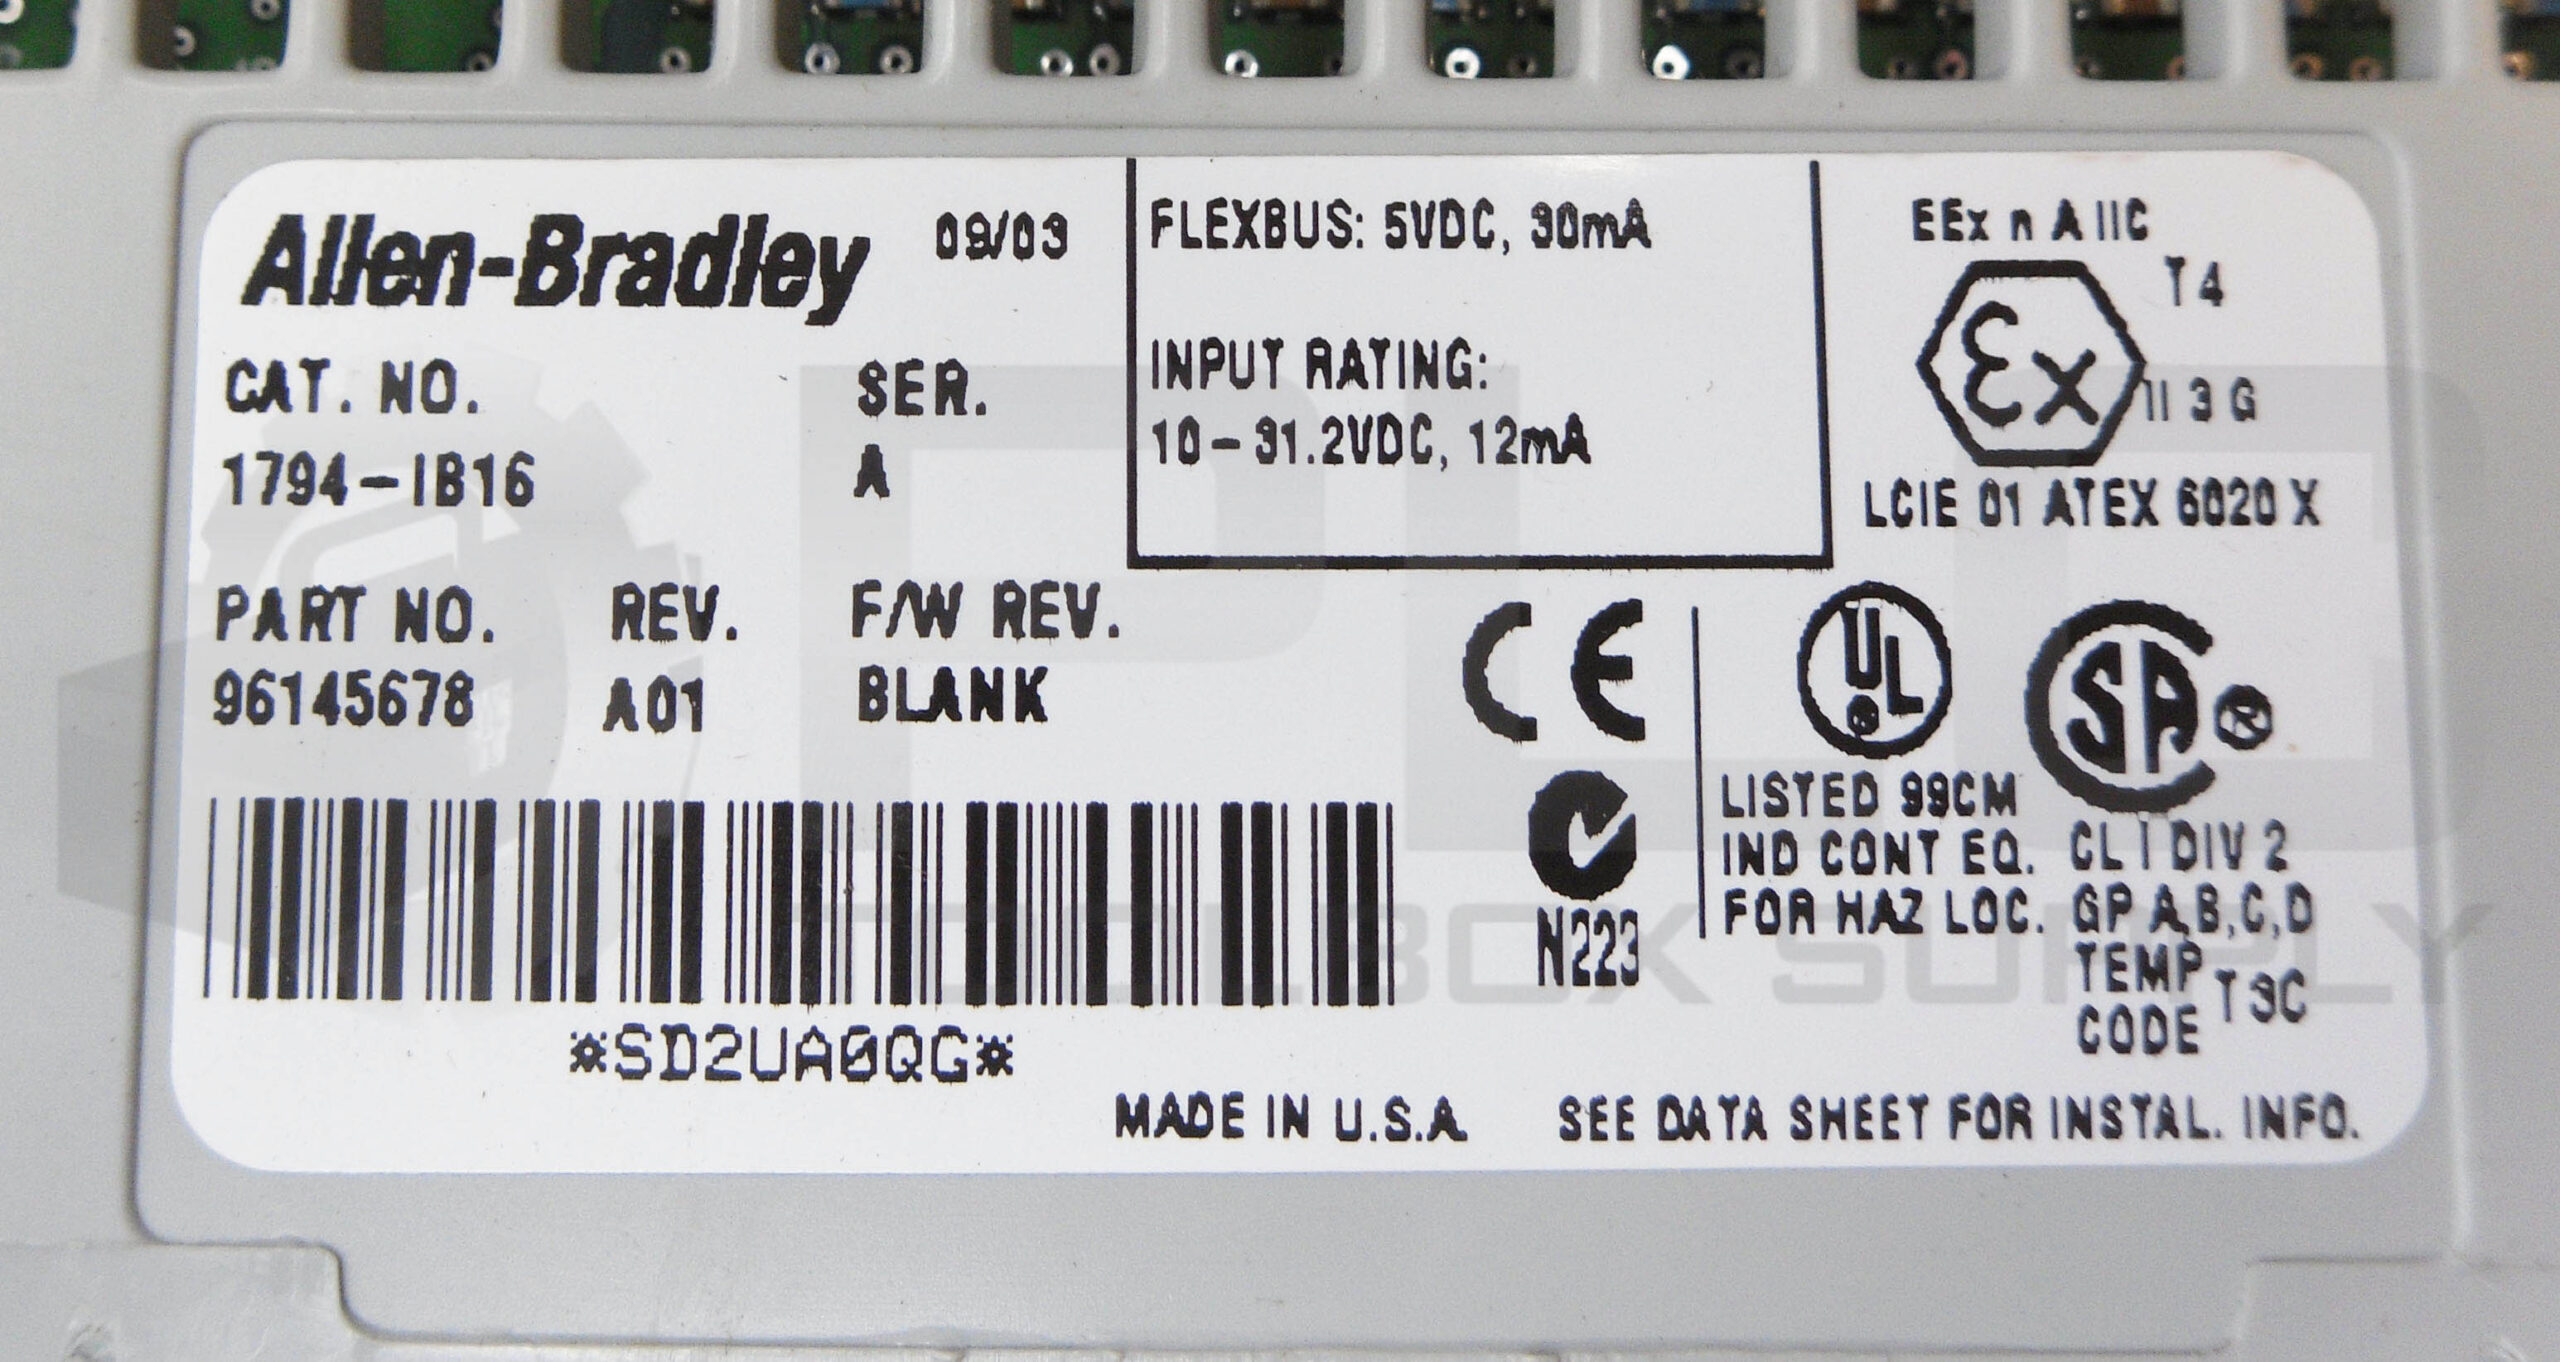 Allen-Bradley 09/03
CAT. NO. SER.
1794-IB16 A
PART NO. REV. F/W REV.
96145678 A01 BLANK
*SD2UA0QG*
FLEXBUS: 5VDC, 30mA
INPUT RATING:
10-31.2VDC, 12mA
EEx n A IIC
T4
Ex II 3 G
LCIE 01 ATEX 6020 X
CE
N223
UL ®
LISTED 99CM
IND CONT EQ.
FOR HAZ LOC.
SA ®
CL I DIV 2
GP A,B,C,D
TEMP
CODE T3C
MADE IN U.S.A. SEE DATA SHEET FOR INSTAL. INFO.
PLC
TOOLBOX SUPPLY